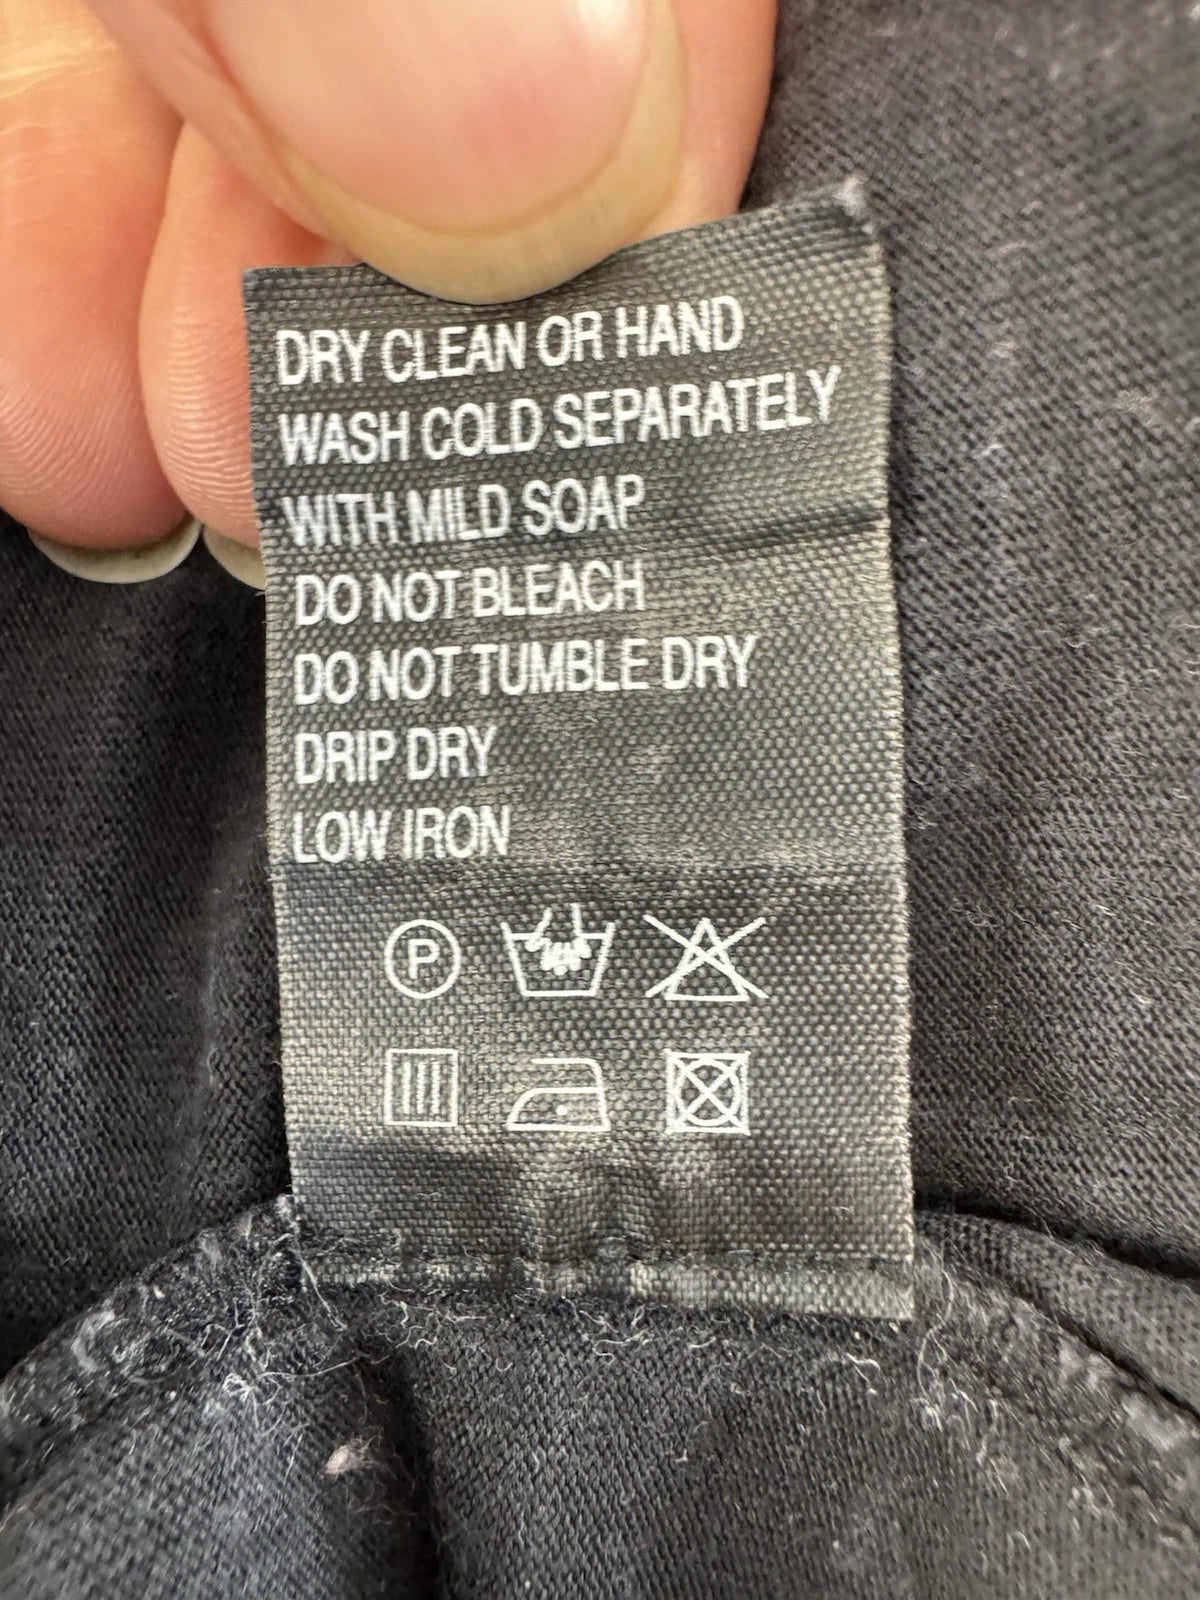 DRY CLEAN OR HAND
WASH COLD SEPARATELY
WITH MILD SOAP
DO NOT BLEACH
DO NOT TUMBLE DRY
DRIP DRY
LOW IRON
P